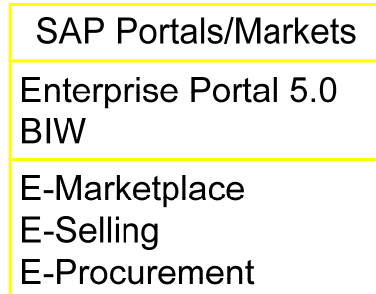 SAP Portals/Markets
Enterprise Portal 5.0
BIW
E-Marketplace
E-Selling
E-Procurement